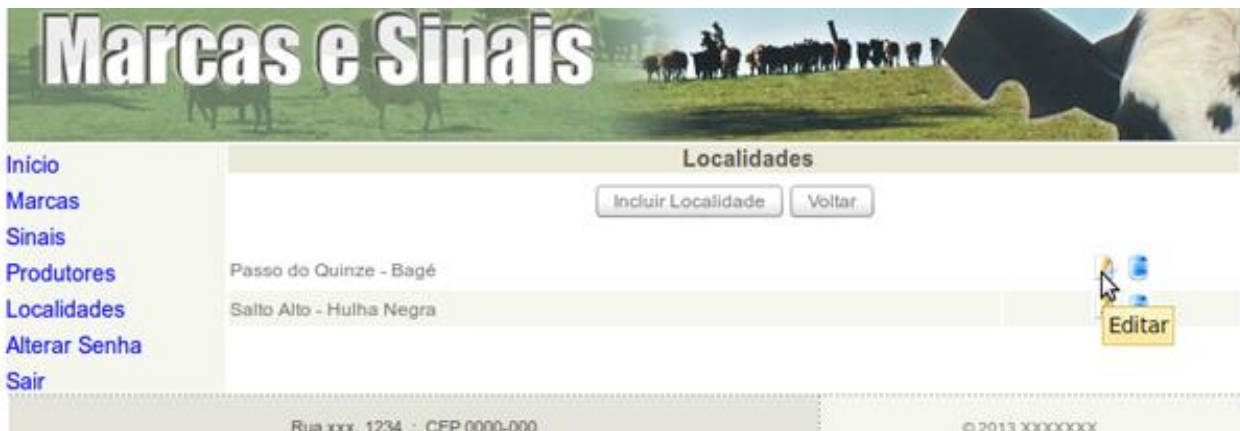 Marcas e Sinais
Início
Marcas
Sinais
Produtores
Localidades
Alterar Senha
Sair
Localidades
Incluir Localidade Voltar
Passo do Quinze - Bagé
Salto Alto - Hulha Negra
Editar
Rua xxx, 1234 : CEP 0000-000
© 2013 XXXXXXX